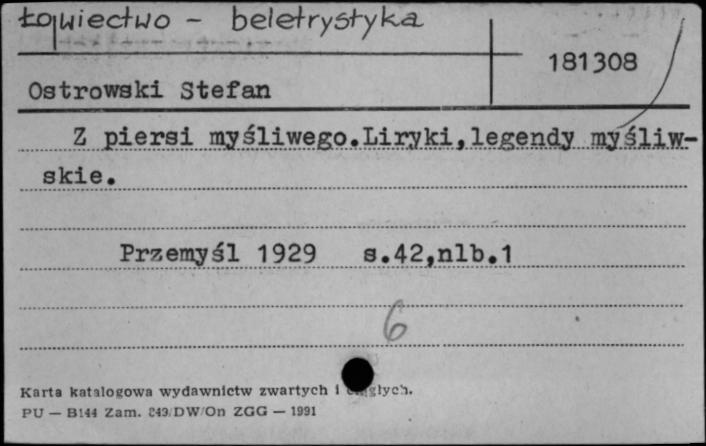 Łowiectwo - beletrystyka
181308
Ostrowski Stefan
Z piersi myśliwego.Liryki,legendy myśliw-
skie.
Przemyśl 1929 s.42,nlb.1
6
Karta katalogowa wydawnictw zwartych i
PU — B144 Zam. 249/DW/On ZGG — 1991